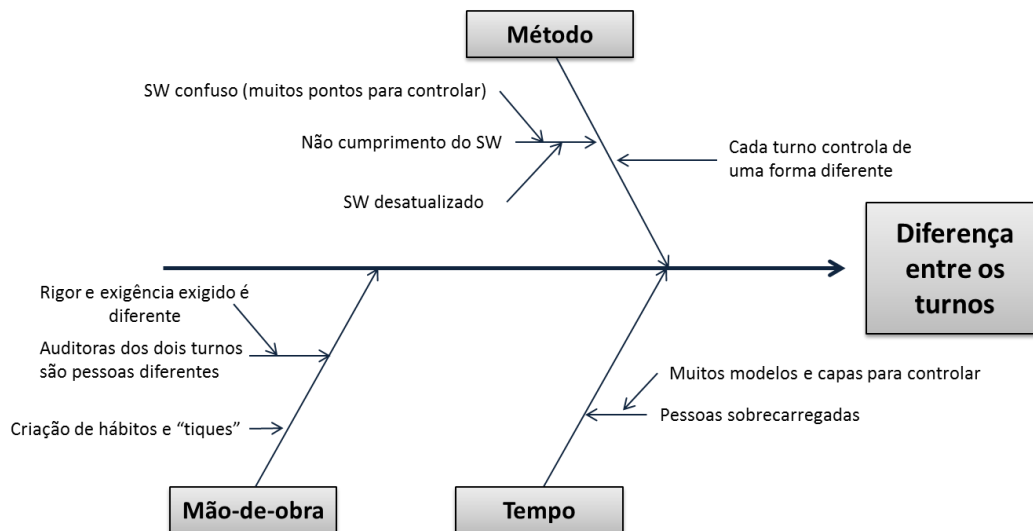 Método
SW confuso (muitos pontos para controlar)
Não cumprimento do SW
Cada turno controla de
uma forma diferente
SW desatualizado
Diferença
entre os
turnos
Rigor e exigência exigido é
diferente
Auditoras dos dois turnos
são pessoas diferentes
Muitos modelos e capas para controlar
Pessoas sobrecarregadas
Criação de hábitos e “tiques”
Mão-de-obra
Tempo